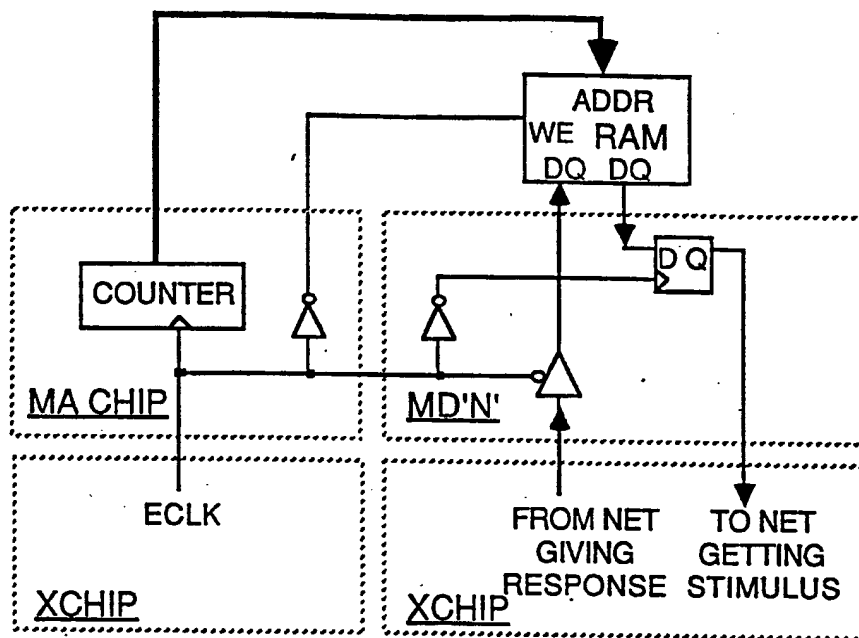 ADDR
WE RAM
DQ DQ
D Q
COUNTER
MA CHIP
MD'N'
ECLK
FROM NET
GIVING
RESPONSE
TO NET
GETTING
STIMULUS
XCHIP
XCHIP